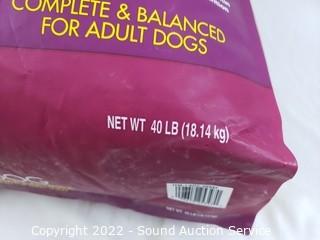 COMPLETE & BALANCED
FOR ADULT DOGS
NET WT 40 LB (18.14 kg)
Copyright 2022 - Sound Auction Service